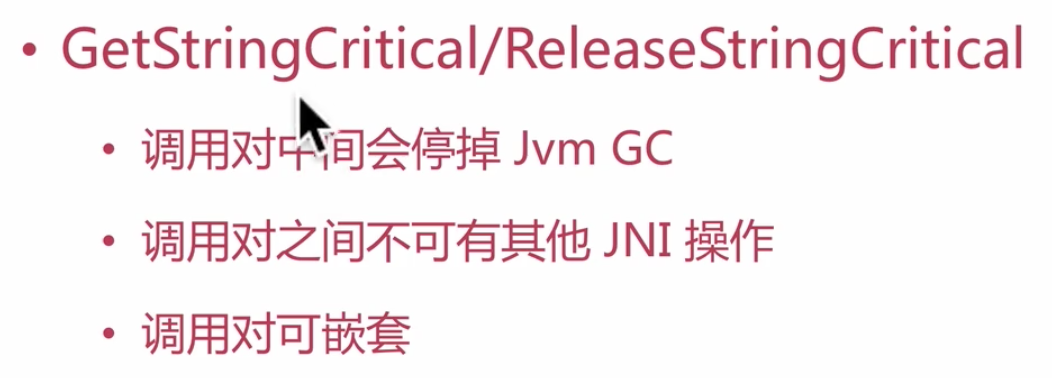 • GetStringCritical/ReleaseStringCritical
• 调用对中间会停掉 Jvm GC
• 调用对之间不可有其他 JNI 操作
• 调用对可嵌套